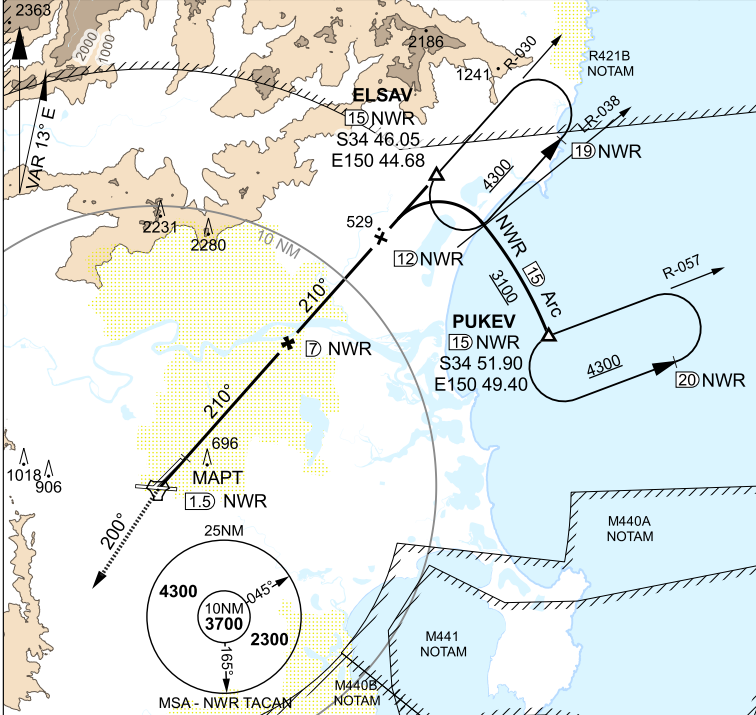 2363
2000
1000
2186
1241
R-030
R421B
NOTAM
VAR 13° E
ELSAV
15 NWR
S34 46.05
E150 44.68
LR-038
19 NWR
4300
2231
2280
10 NM
529
12 NWR
NWR 15 Arc
3100
R-057
210°
PUKEV
15 NWR
S34 51.90
E150 49.40
7 NWR
4300
20 NWR
210°
696
1018
906
MAPT
1.5 NWR
200°
25NM
M440A
NOTAM
4300
045°
10NM
3700
2300
165°
M441
NOTAM
MSA - NWR TACAN
M440B
NOTAM